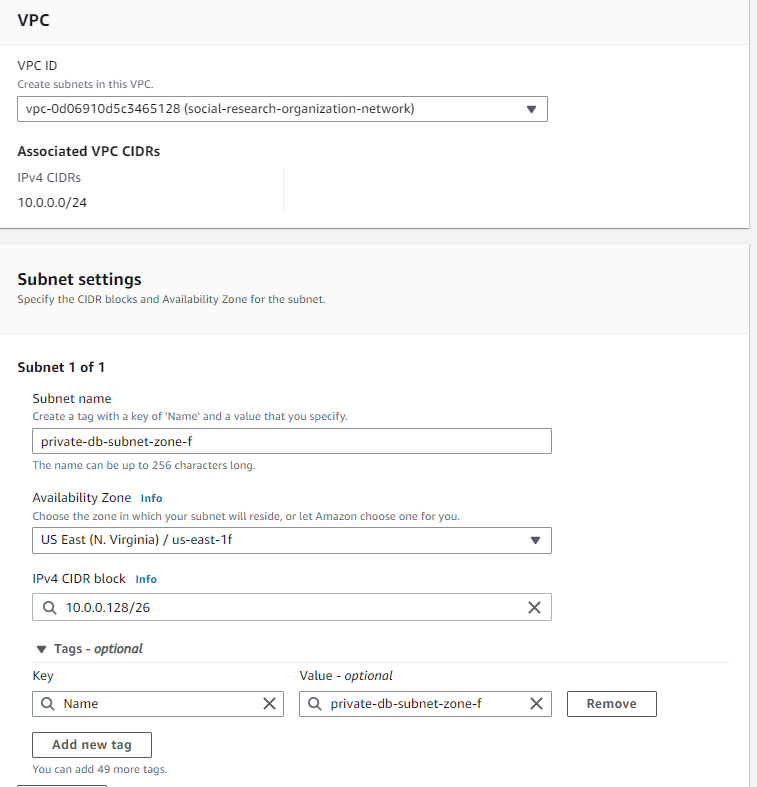 VPC
VPC ID
Create subnets in this VPC.
vpc-0d06910d5c3465128 (social-research-organization-network)
Associated VPC CIDRs
IPv4 CIDRs
10.0.0.0/24
Subnet settings
Specify the CIDR blocks and Availability Zone for the subnet.
Subnet 1 of 1
Subnet name
Create a tag with a key of 'Name' and a value that you specify.
private-db-subnet-zone-f
The name can be up to 256 characters long.
Availability Zone Info
Choose the zone in which your subnet will reside, or let Amazon choose one for you.
US East (N. Virginia) / us-east-1f
IPv4 CIDR block Info
10.0.0.128/26
Tags - optional
Key Value - optional
Name private-db-subnet-zone-f Remove
Add new tag
You can add 49 more tags.